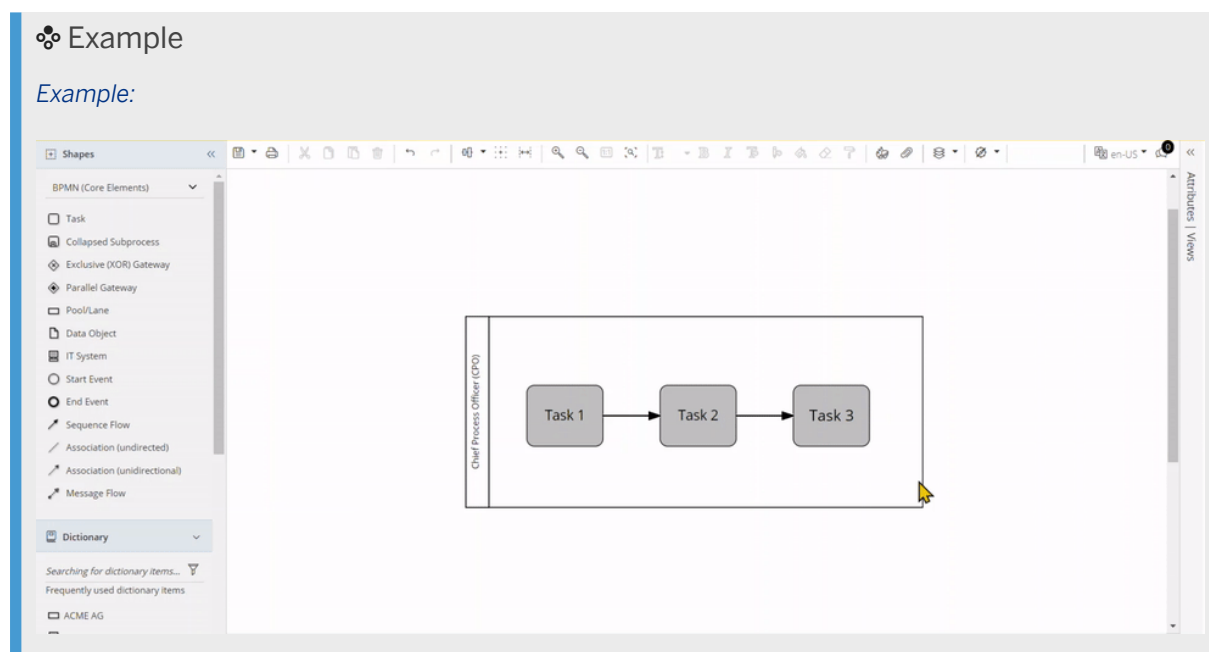 Example
Example:
Shapes
en-US
0
Attributes | Views
BPMN (Core Elements)
Task
Collapsed Subprocess
Exclusive (XOR) Gateway
Parallel Gateway
Pool/Lane
Data Object
IT System
Start Event
End Event
Sequence Flow
Association (undirected)
Association (unidirectional)
Message Flow
Dictionary
Searching for dictionary items...
Frequently used dictionary items
ACME AG
Chief Process Officer (CPO)
Task 1
Task 2
Task 3